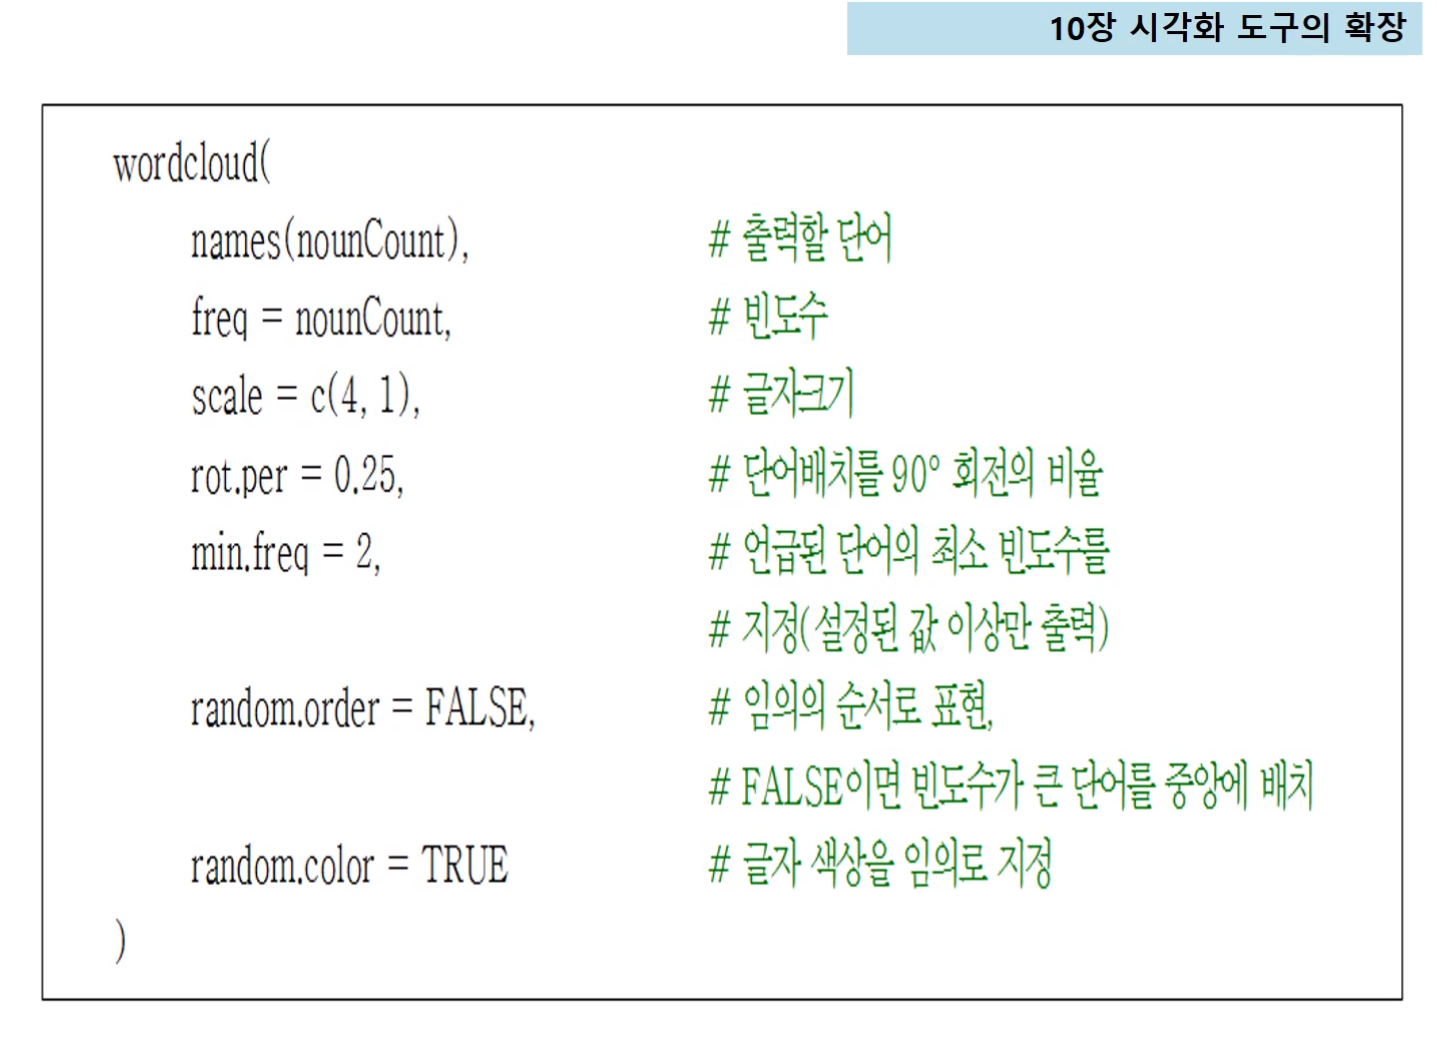 10장 시각화 도구의 확장
wordcloud(
names(nounCount), # 출력할 단어
freq = nounCount, # 빈도수
scale = c(4, 1), # 글자크기
rot.per = 0.25, # 단어배치를 90° 회전의 비율
min.freq = 2, # 언급된 단어의 최소 빈도수를
# 지정(설정된 값 이상만 출력)
random.order = FALSE, # 임의의 순서로 표현,
# FALSE이면 빈도수가 큰 단어를 중앙에 배치
random.color = TRUE # 글자 색상을 임의로 지정
)